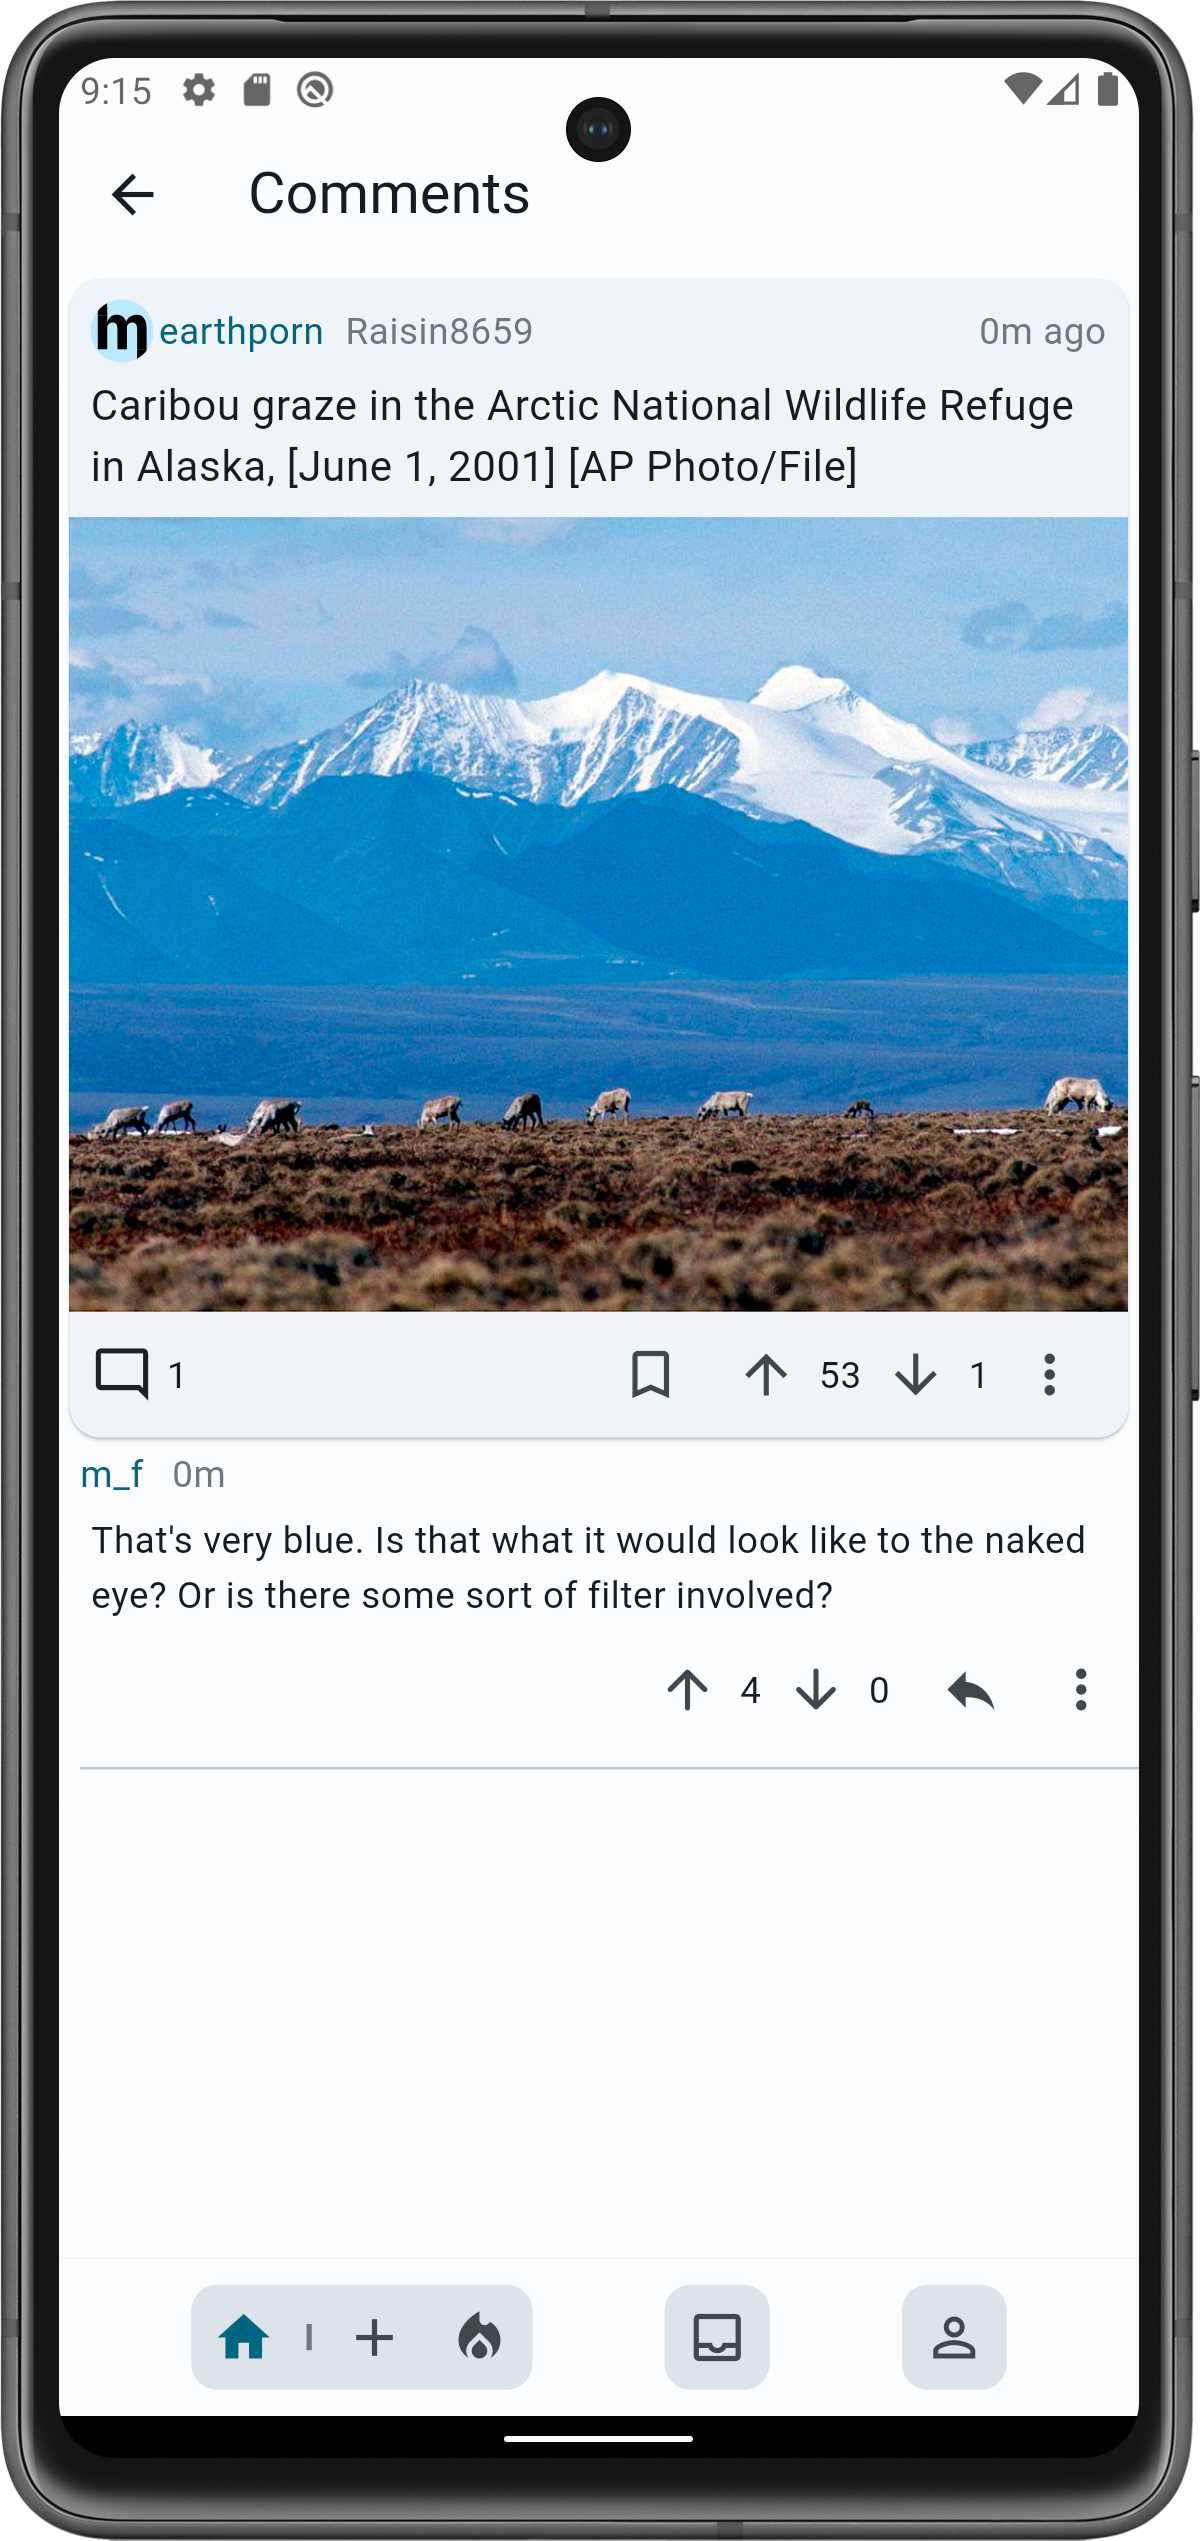 9:15
Comments
m earthporn Raisin8659 0m ago
Caribou graze in the Arctic National Wildlife Refuge
in Alaska, [June 1, 2001] [AP Photo/File]
1 53 1
m_f 0m
That's very blue. Is that what it would look like to the naked
eye? Or is there some sort of filter involved?
4 0